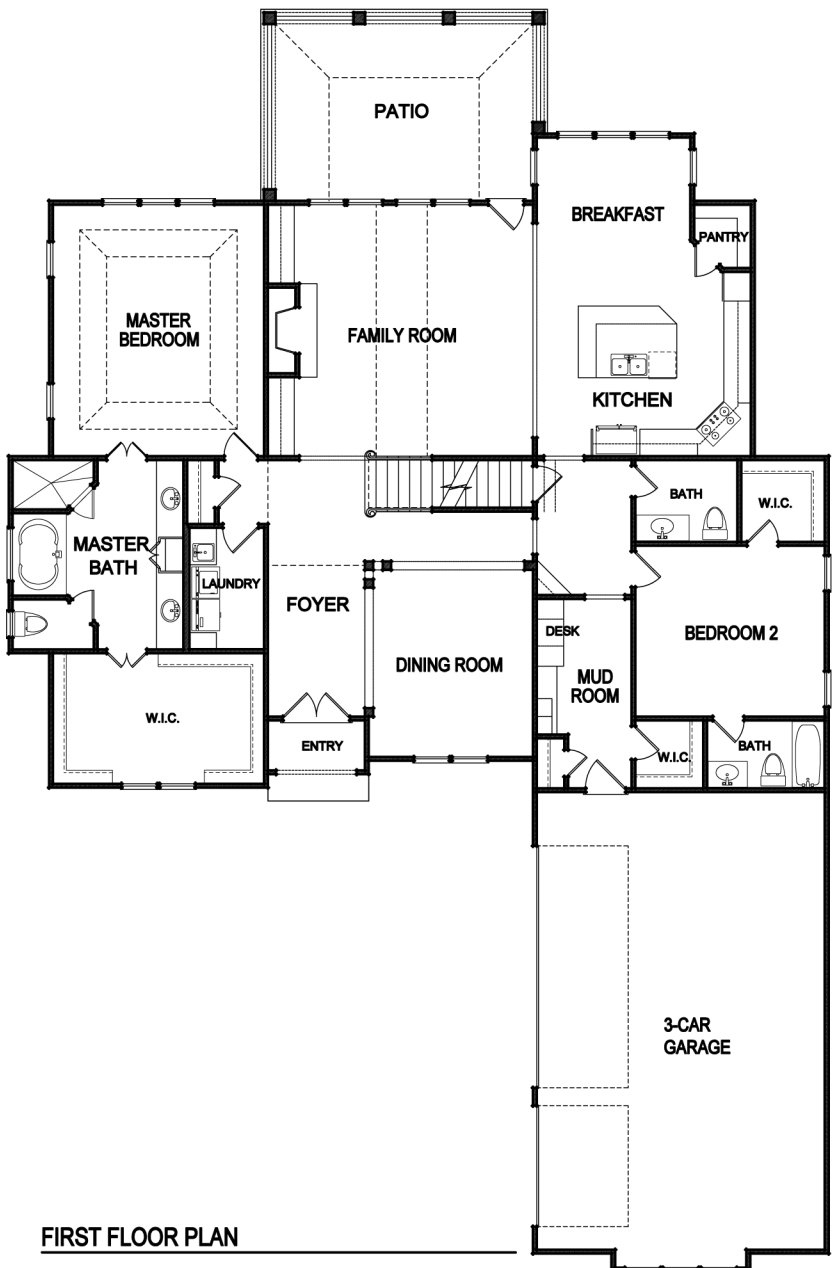 PATIO
BREAKFAST
PANTRY
MASTER
BEDROOM
FAMILY ROOM
KITCHEN
BATH
W.I.C.
MASTER
BATH
LAUNDRY
FOYER
DESK
BEDROOM 2
DINING ROOM
MUD
ROOM
W.I.C.
ENTRY
W.I.C.
BATH
3-CAR
GARAGE
FIRST FLOOR PLAN